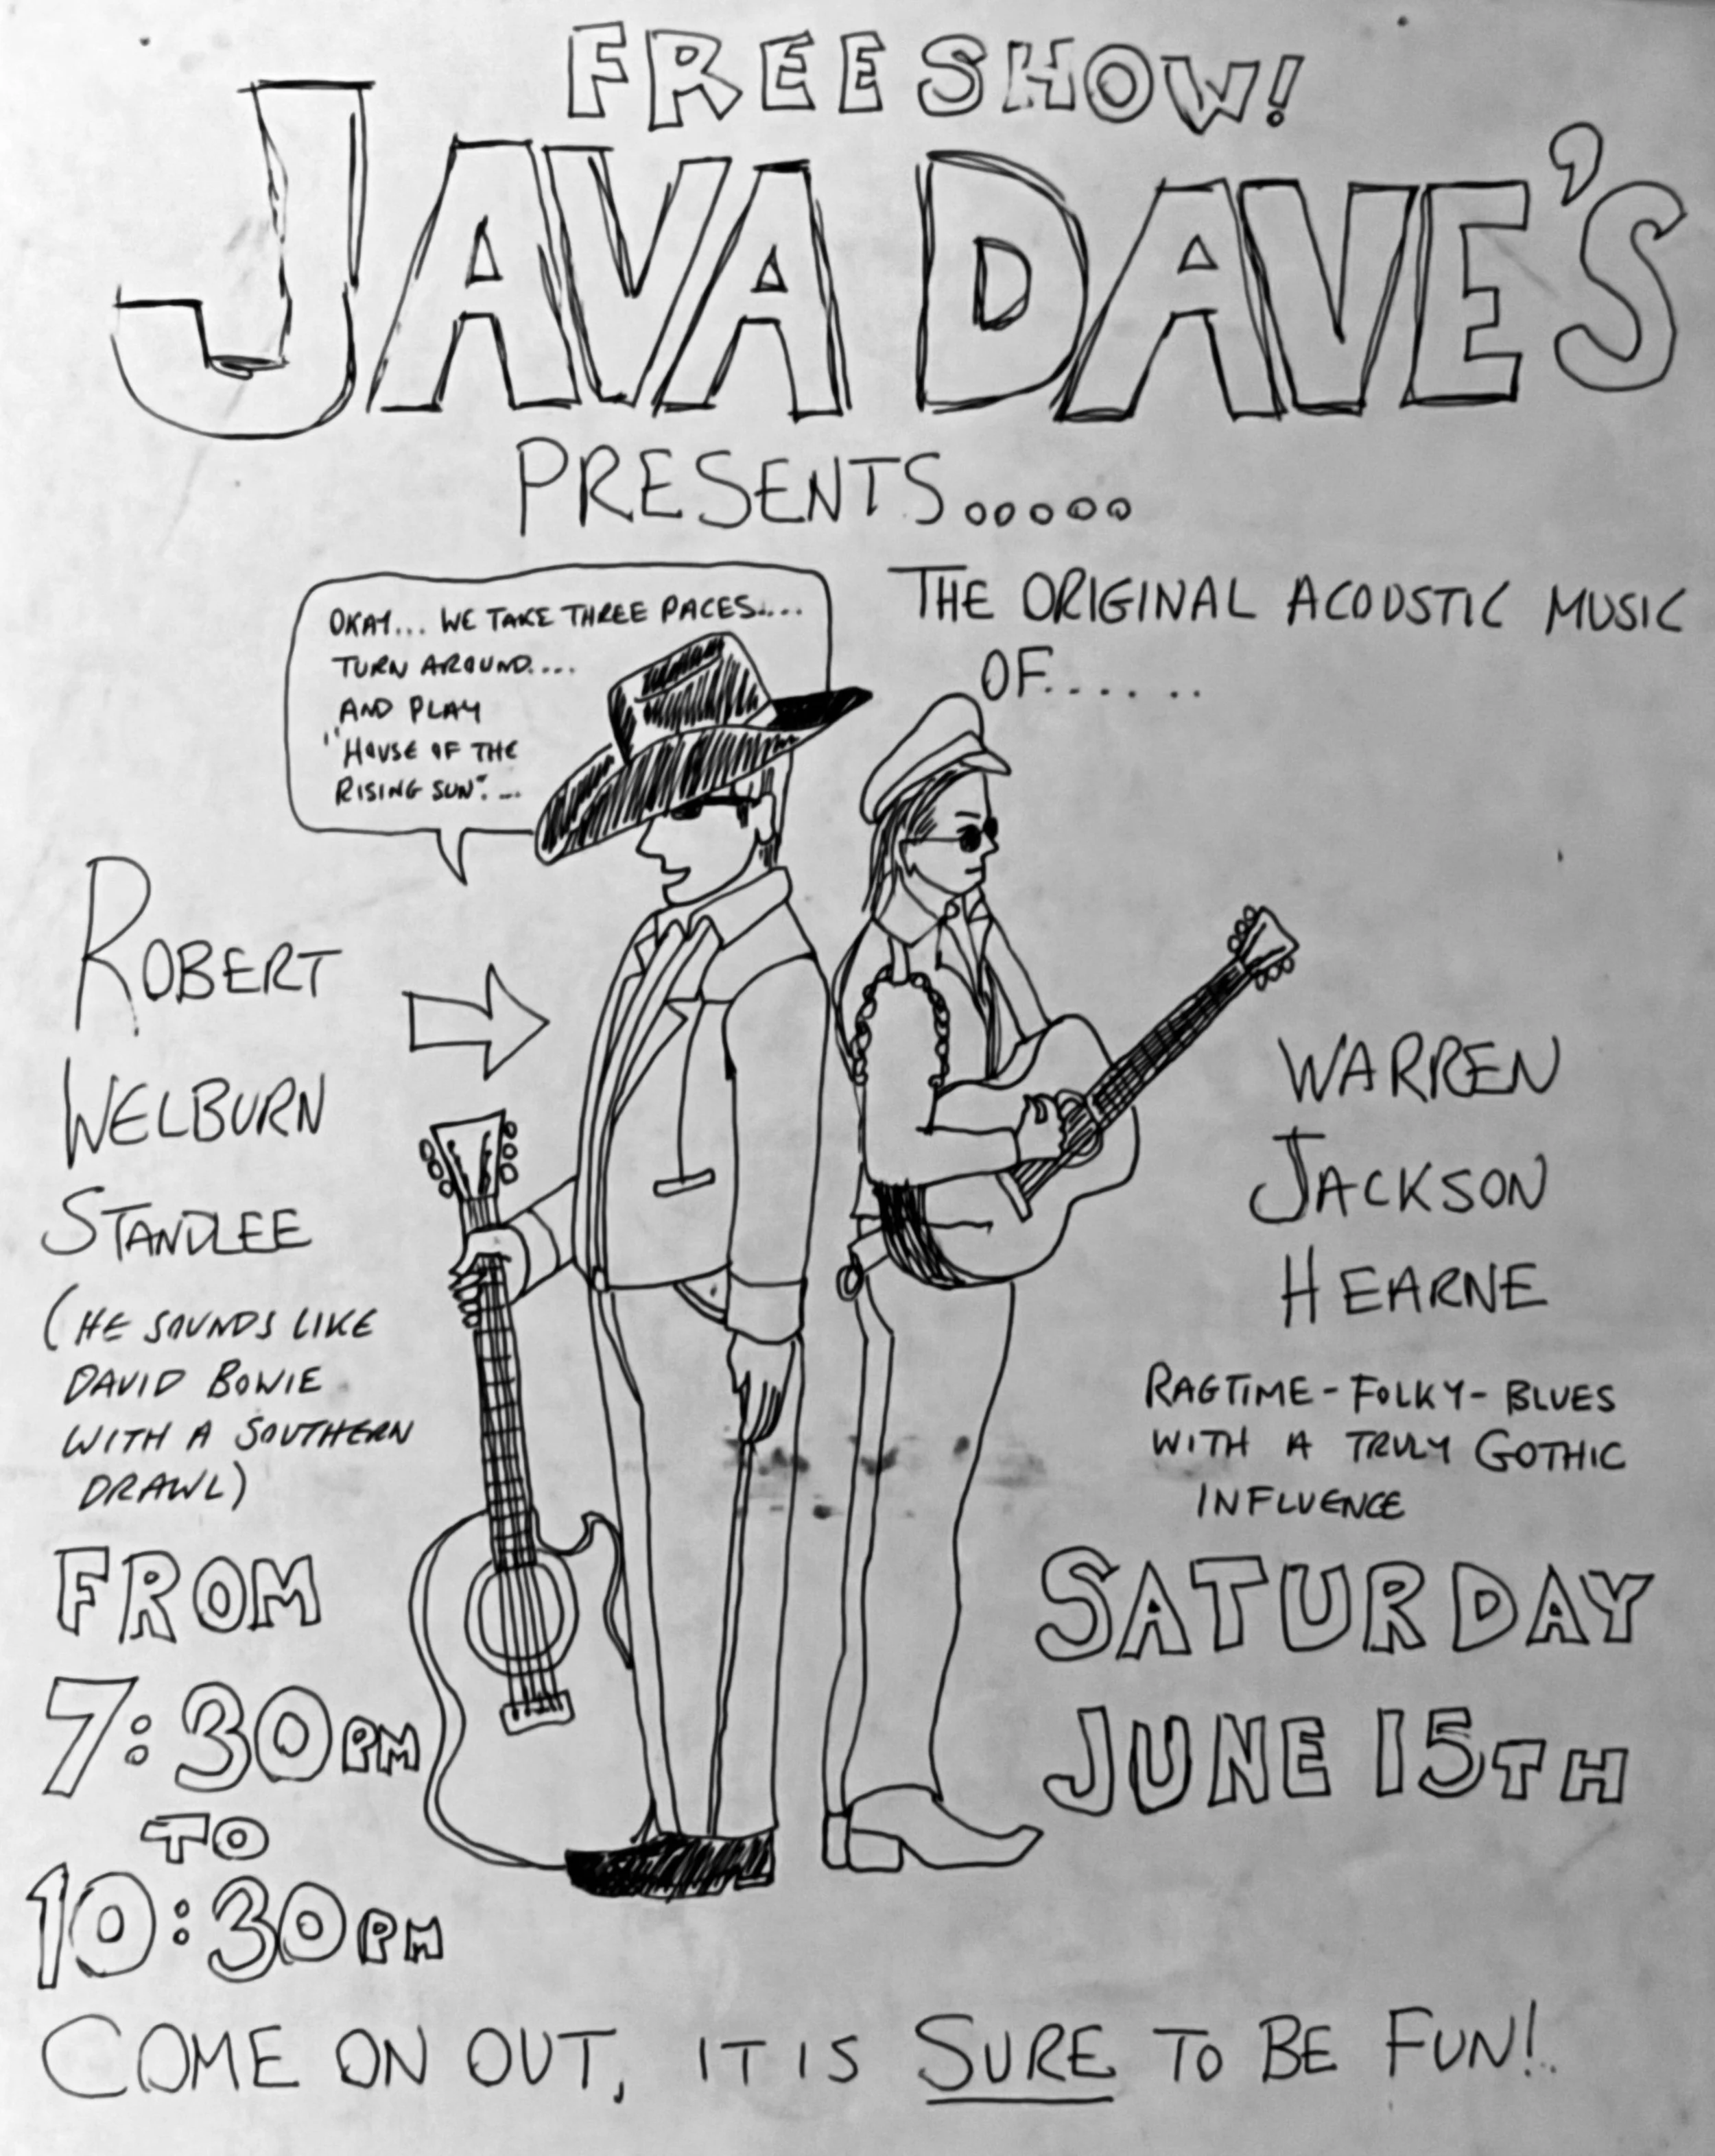 FREE SHOW!
JAVA DAVE'S
PRESENTS.....
THE ORIGINAL ACOUSTIC MUSIC
OF......
OKAY... WE TAKE THREE PACES....
TURN AROUND....
AND PLAY
"HOUSE OF THE
RISING SUN"....
ROBERT
WELBURN
STANDLEE
(HE SOUNDS LIKE
DAVID BOWIE
WITH A SOUTHERN
DRAWL)
WARREN
JACKSON
HEARNE
RAGTIME-FOLKY-BLUES
WITH A TRULY GOTHIC
INFLUENCE
FROM
7:30PM
TO
10:30PM
SATURDAY
JUNE 15TH
COME ON OUT, IT IS SURE TO BE FUN!